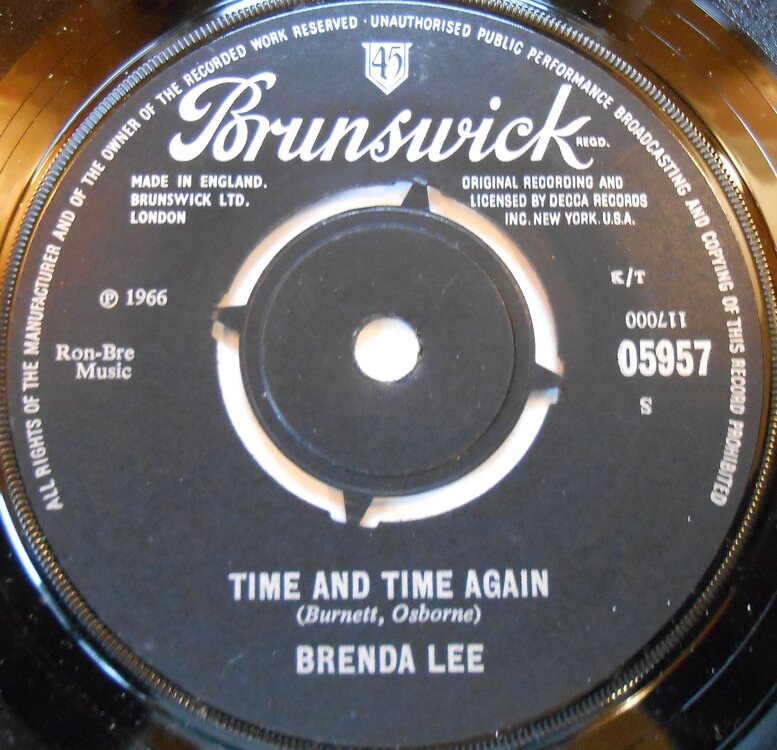 ALL RIGHTS OF THE MANUFACTURER AND OF THE OWNER OF THE RECORDED WORK RESERVED · UNAUTHORISED PUBLIC PERFORMANCE BROADCASTING AND COPYING OF THIS RECORD PROHIBITED
45
Brunswick REGD.
MADE IN ENGLAND.
BRUNSWICK LTD.
LONDON
ORIGINAL RECORDING AND
LICENSED BY DECCA RECORDS
INC. NEW YORK. U.S.A.
℗ 1966
K/T
117000
Ron-Bre
Music
05957
S
TIME AND TIME AGAIN
(Burnett, Osborne)
BRENDA LEE